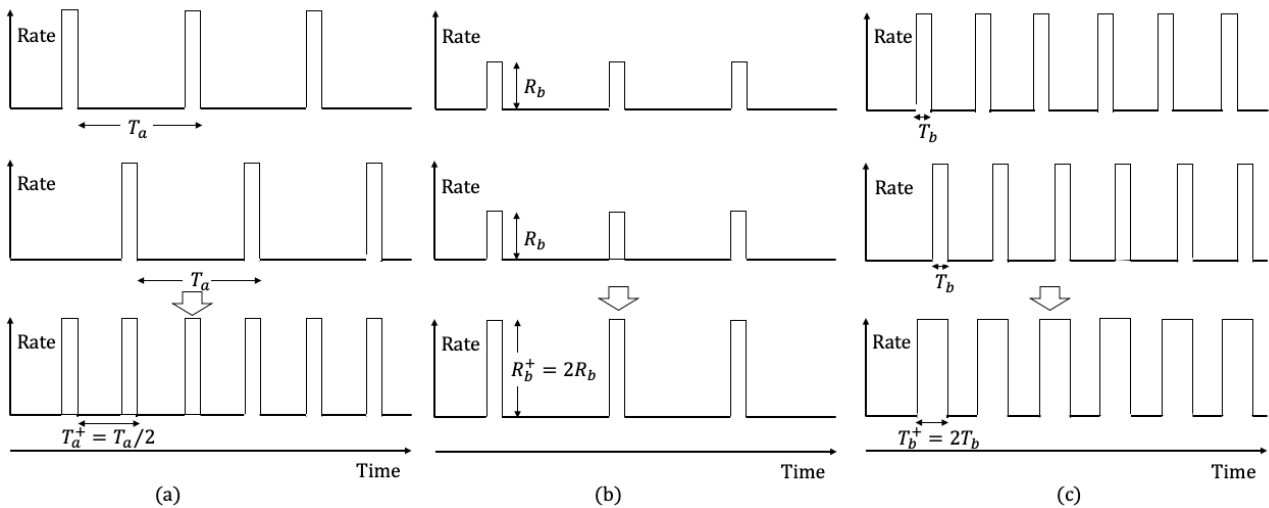 Rate
T_a
Rate
T_a
Rate
T_a^+ = T_a/2
Time
(a)
Rate
R_b
Rate
R_b
Rate
R_b^+ = 2R_b
Time
(b)
Rate
T_b
Rate
T_b
Rate
T_b^+ = 2T_b
Time
(c)